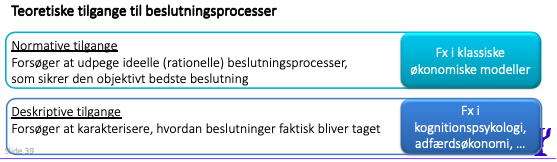 Teoretiske tilgange til beslutningsprocesser
Normative tilgange
Forsøger at udpege ideelle (rationelle) beslutningsprocesser,
som sikrer den objektivt bedste beslutning
Fx i klassiske
økonomiske modeller
Deskriptive tilgange
Forsøger at karakterisere, hvordan beslutninger faktisk bliver taget
Fx i
kognitionspsykologi,
adfærdsøkonomi, ...
Slide 39